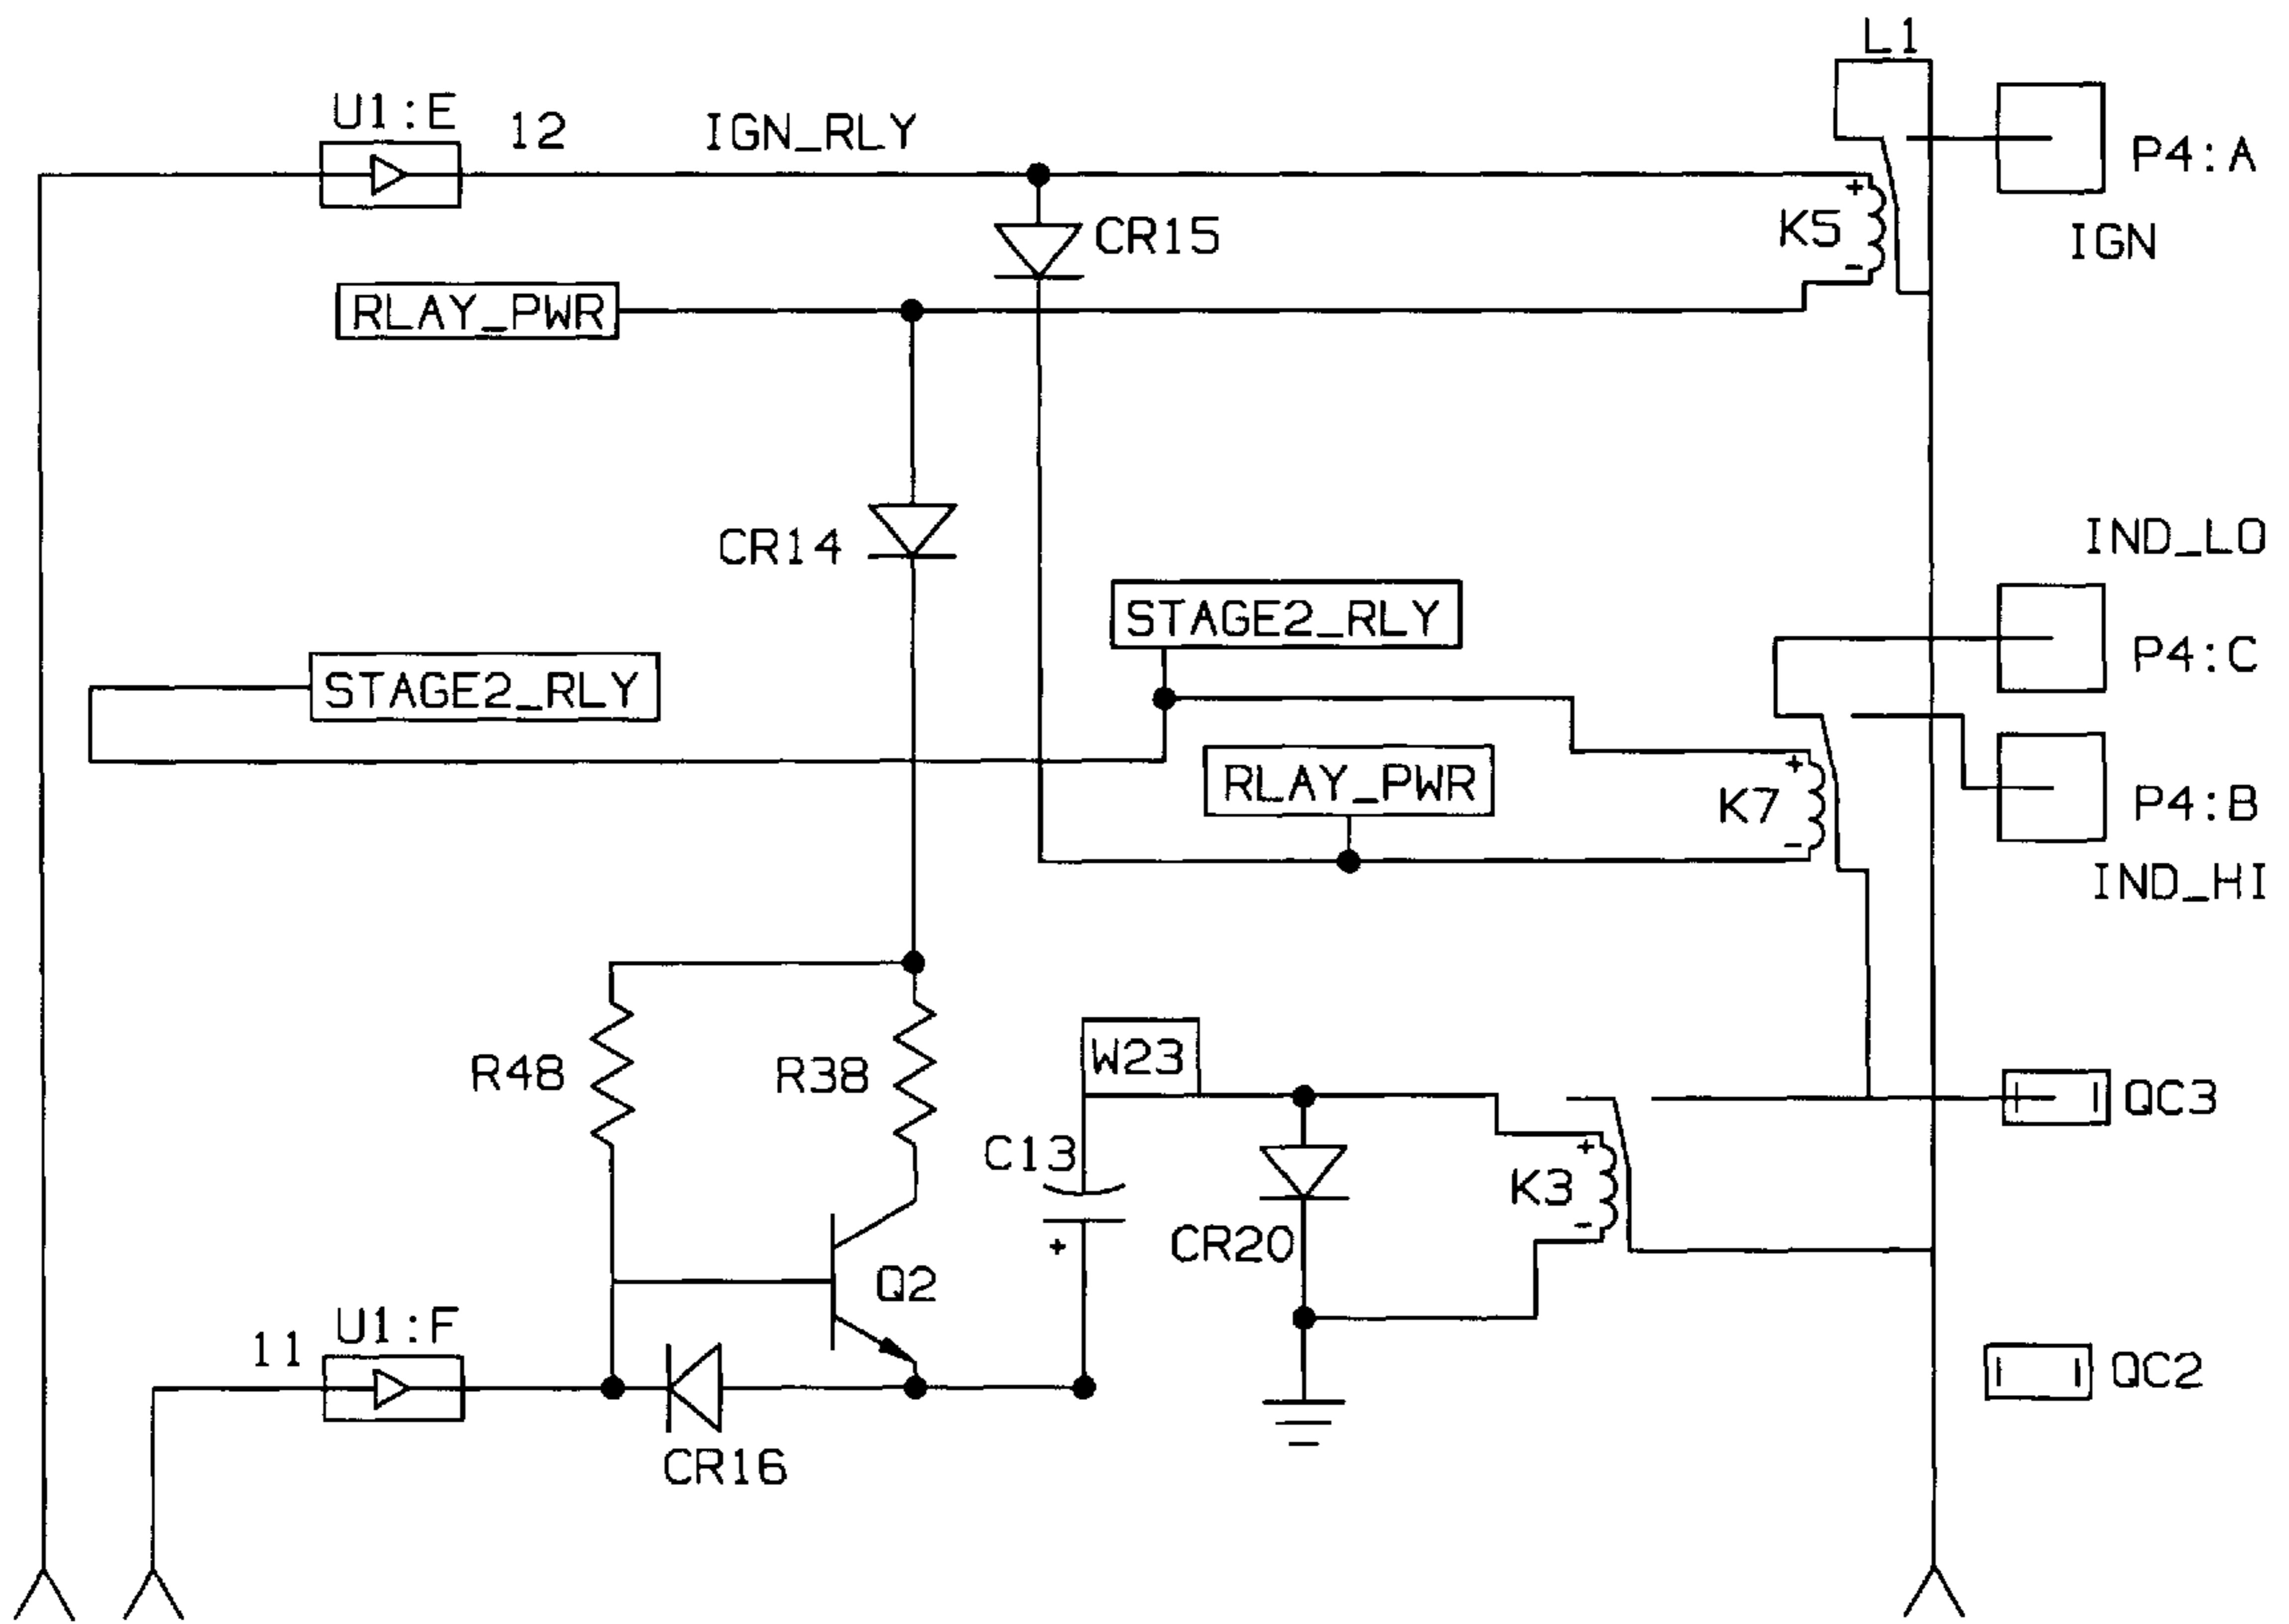 L1
U1:E 12 IGN_RLY
P4:A
CR15
+
K5
-
IGN
RLAY_PWR
IND_LO
CR14
STAGE2_RLY
P4:C
STAGE2_RLY
RLAY_PWR
+
K7
-
P4:B
IND_HI
R48
R38
W23
QC3
C13
+
K3
-
+
CR20
Q2
U1:F
11
QC2
CR16